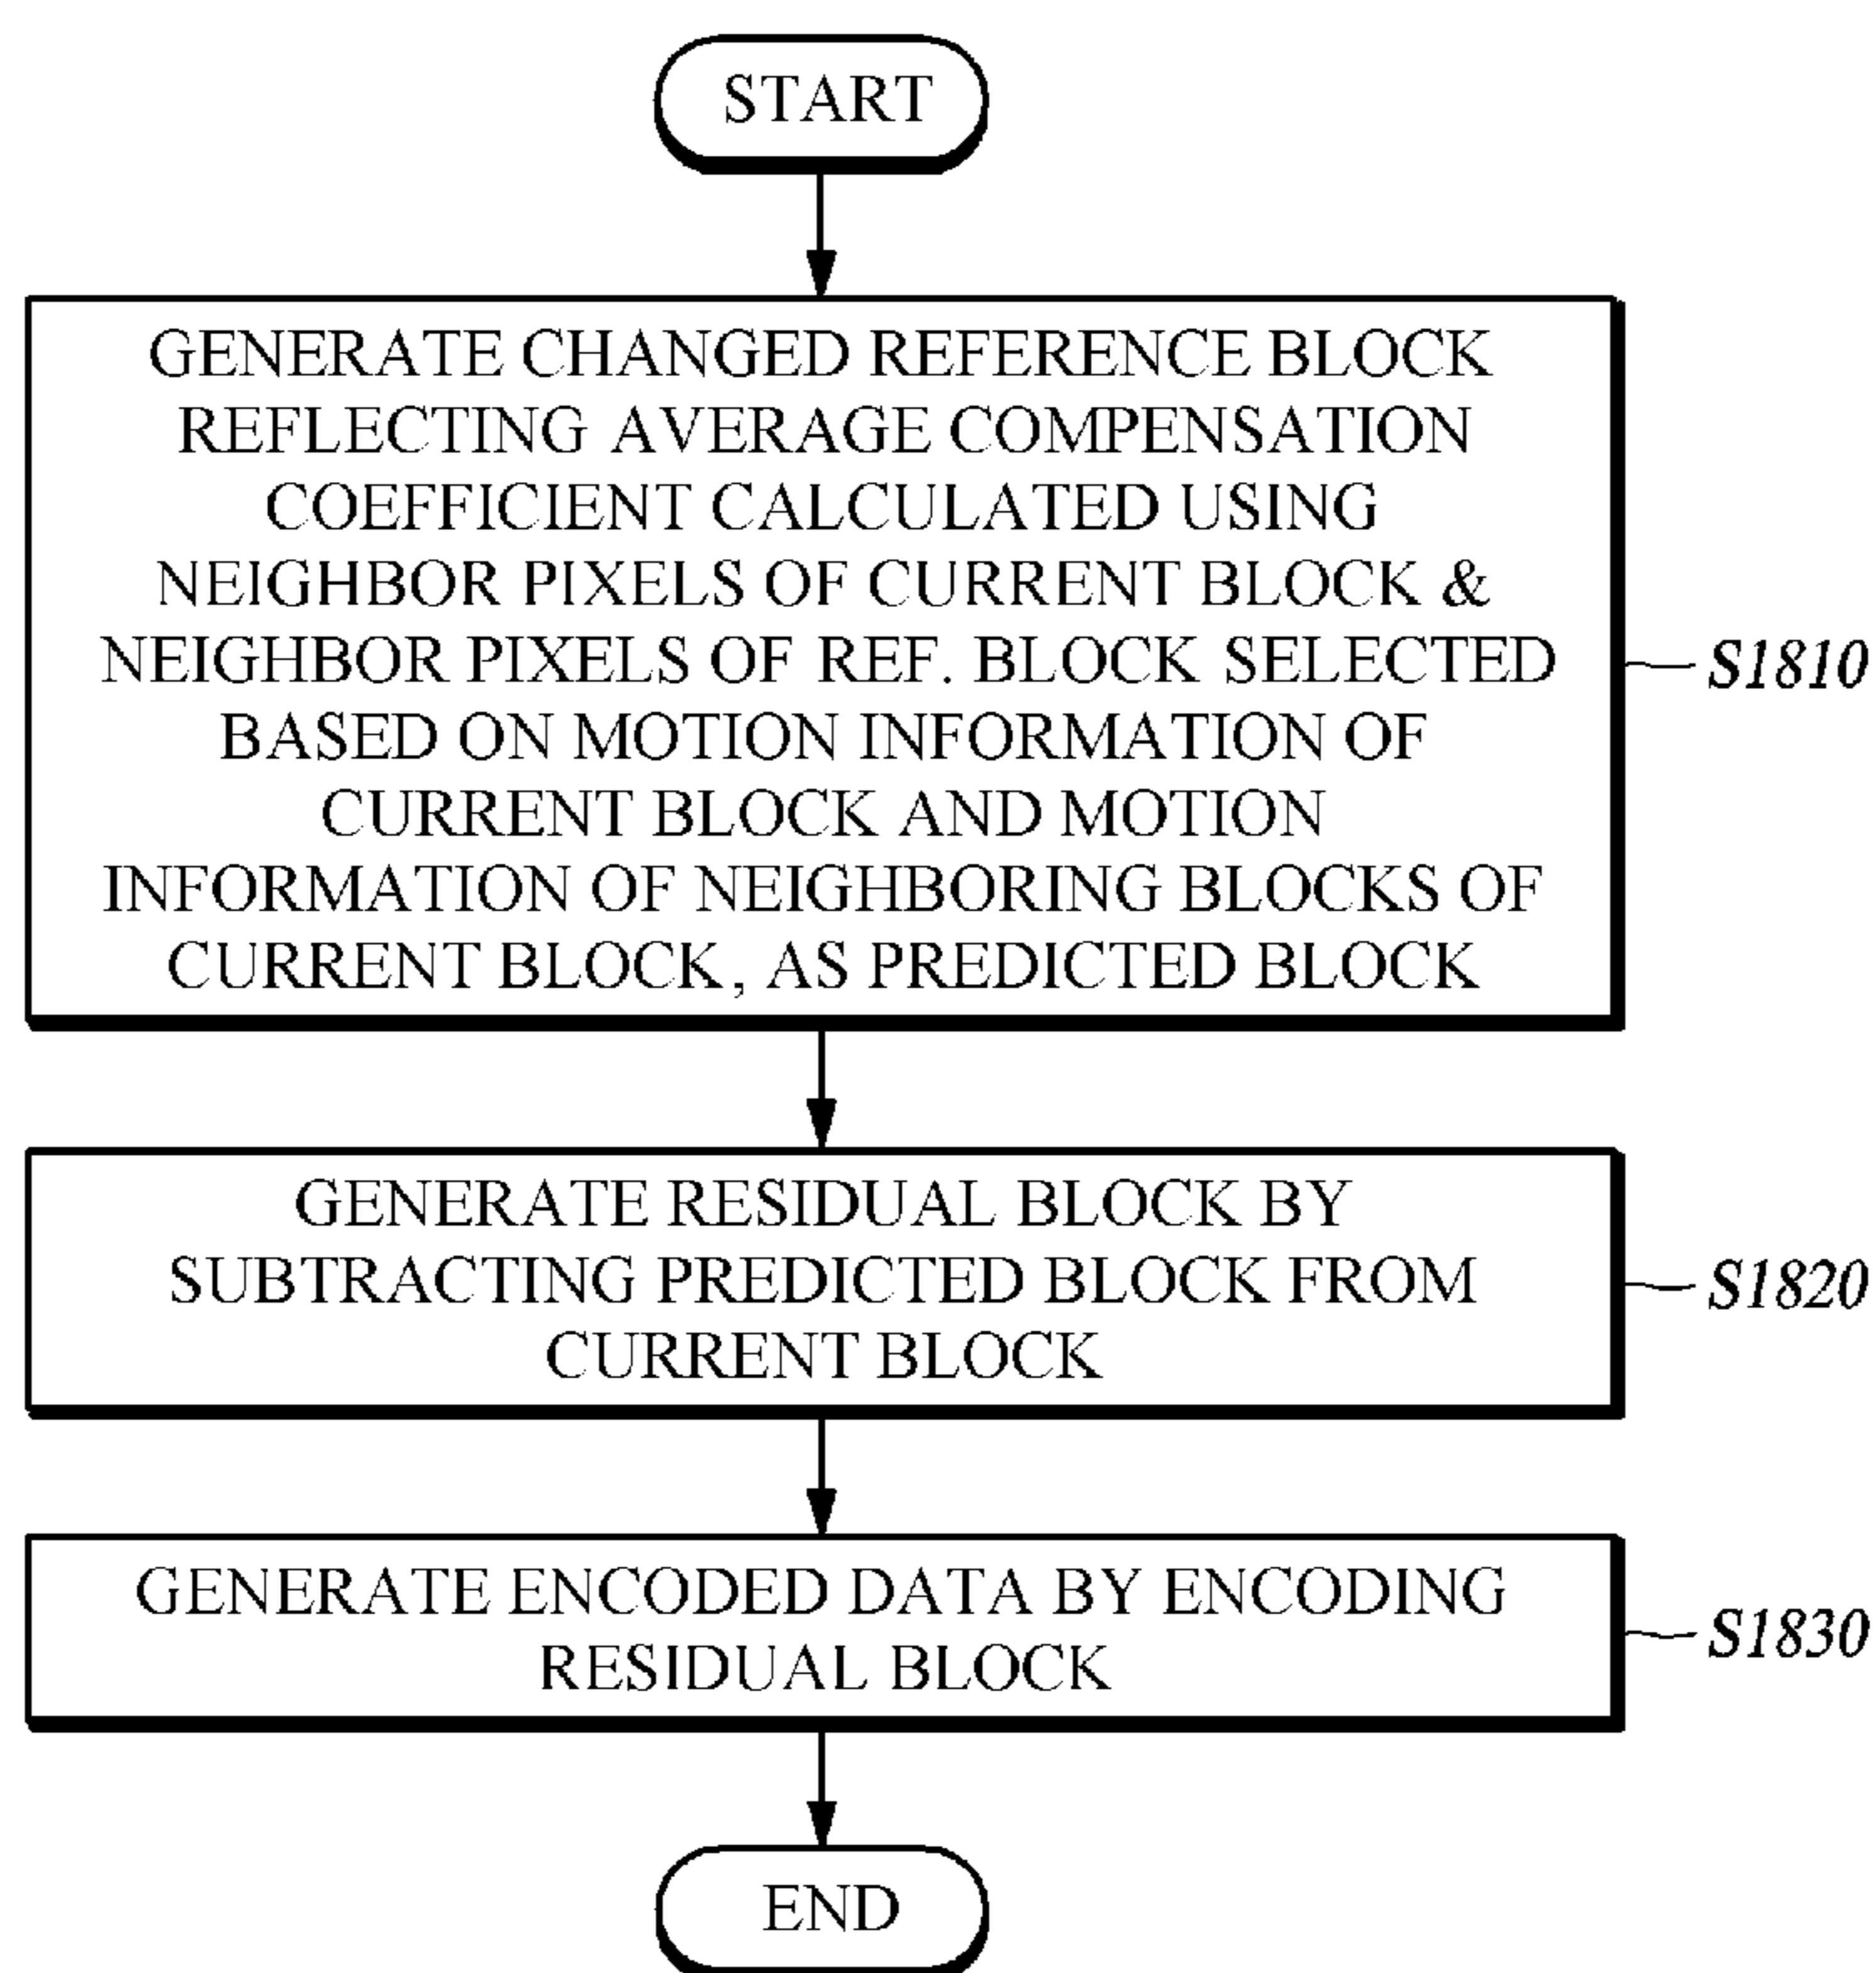 START
GENERATE CHANGED REFERENCE BLOCK
REFLECTING AVERAGE COMPENSATION
COEFFICIENT CALCULATED USING
NEIGHBOR PIXELS OF CURRENT BLOCK &
NEIGHBOR PIXELS OF REF. BLOCK SELECTED
BASED ON MOTION INFORMATION OF
CURRENT BLOCK AND MOTION
INFORMATION OF NEIGHBORING BLOCKS OF
CURRENT BLOCK, AS PREDICTED BLOCK
S1810
GENERATE RESIDUAL BLOCK BY
SUBTRACTING PREDICTED BLOCK FROM
CURRENT BLOCK
S1820
GENERATE ENCODED DATA BY ENCODING
RESIDUAL BLOCK
S1830
END